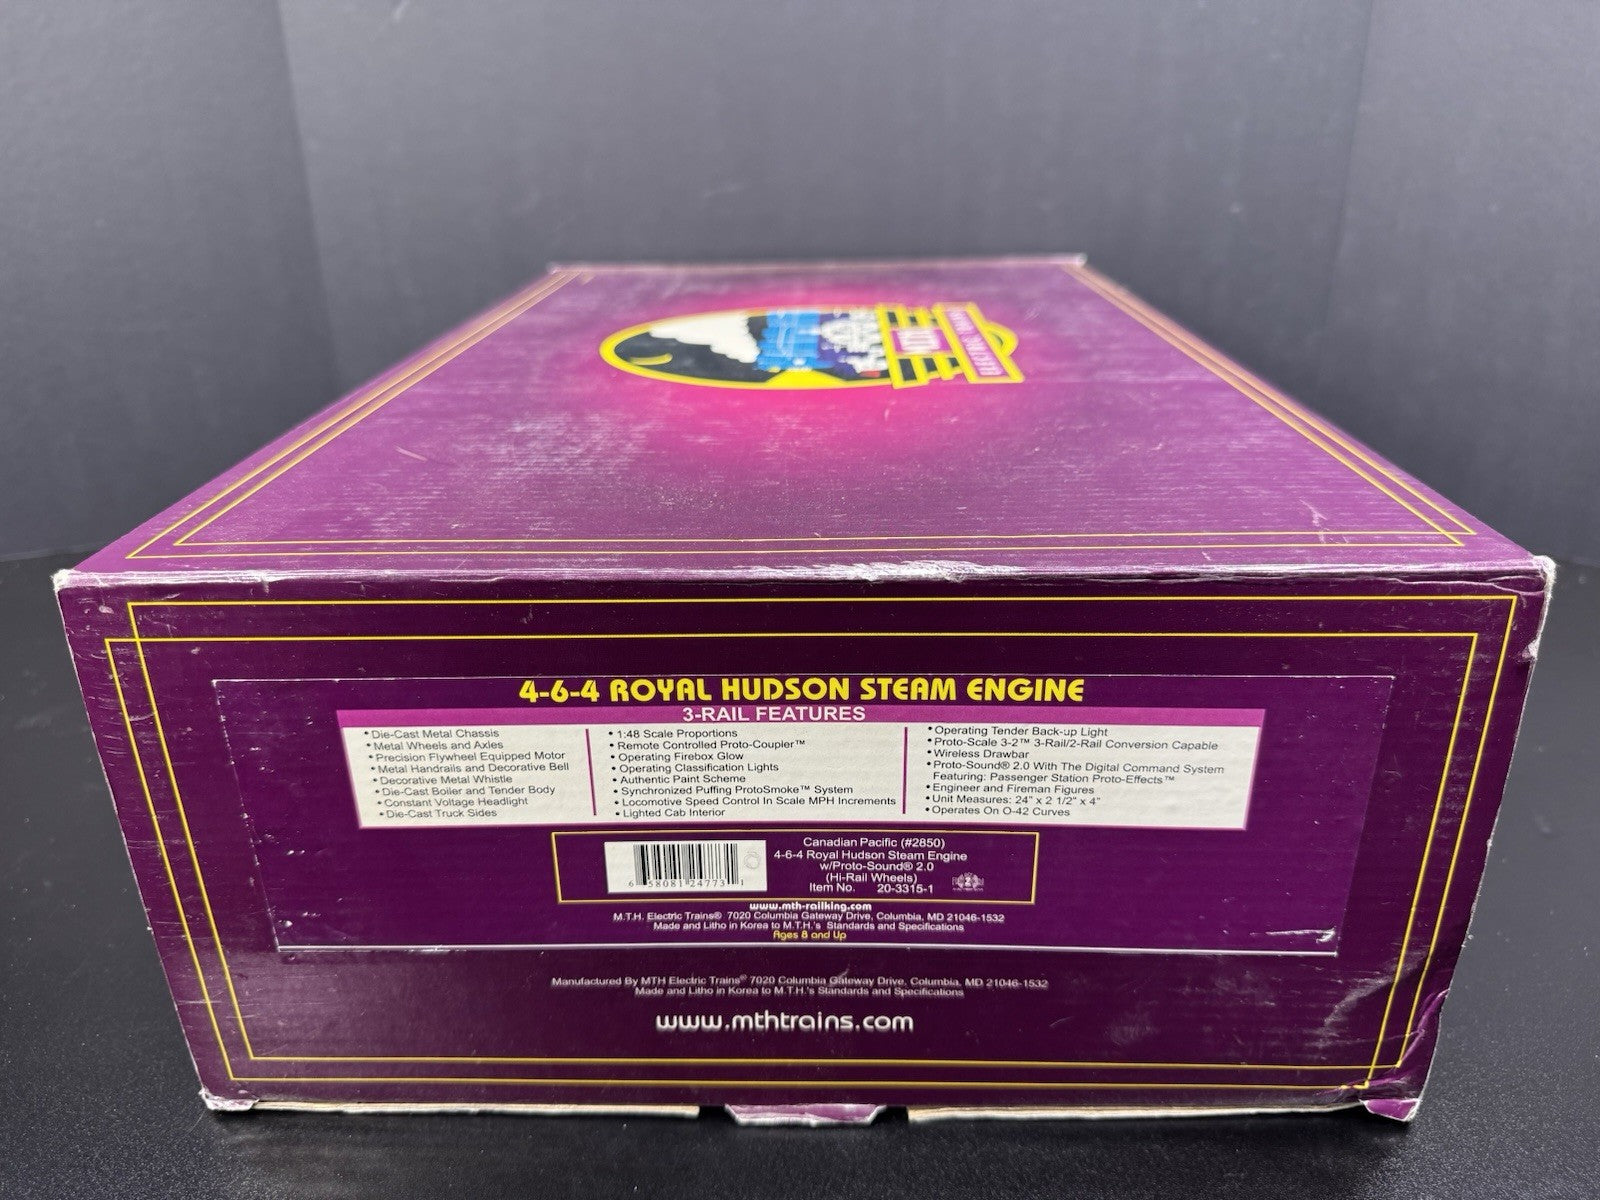 MTH
ELECTRIC TRAINS
4-6-4 ROYAL HUDSON STEAM ENGINE
3-RAIL FEATURES
• Die-Cast Metal Chassis
• Metal Wheels and Axles
• Precision Flywheel Equipped Motor
• Metal Handrails and Decorative Bell
• Decorative Metal Whistle
• Die-Cast Boiler and Tender Body
• Constant Voltage Headlight
• Die-Cast Truck Sides
• 1:48 Scale Proportions
• Remote Controlled Proto-Coupler™
• Operating Firebox Glow
• Operating Classification Lights
• Authentic Paint Scheme
• Synchronized Puffing ProtoSmoke™ System
• Locomotive Speed Control In Scale MPH Increments
• Lighted Cab Interior
• Operating Tender Back-up Light
• Proto-Scale 3-2™ 3-Rail/2-Rail Conversion Capable
• Wireless Drawbar
• Proto-Sound® 2.0 With The Digital Command System
Featuring: Passenger Station Proto-Effects™
• Engineer and Fireman Figures
• Unit Measures: 24" x 2 1/2" x 4"
• Operates On O-42 Curves
6 58081 24773 1
Canadian Pacific (#2850)
4-6-4 Royal Hudson Steam Engine
w/Proto-Sound® 2.0
(Hi-Rail Wheels)
Item No. 20-3315-1
www.mth-railking.com
M.T.H. Electric Trains® 7020 Columbia Gateway Drive, Columbia, MD 21046-1532
Made and Litho in Korea to M.T.H.'s Standards and Specifications
Ages 8 and Up
Manufactured By MTH Electric Trains® 7020 Columbia Gateway Drive, Columbia, MD 21046-1532
Made and Litho in Korea to M.T.H.'s Standards and Specifications
www.mthtrains.com